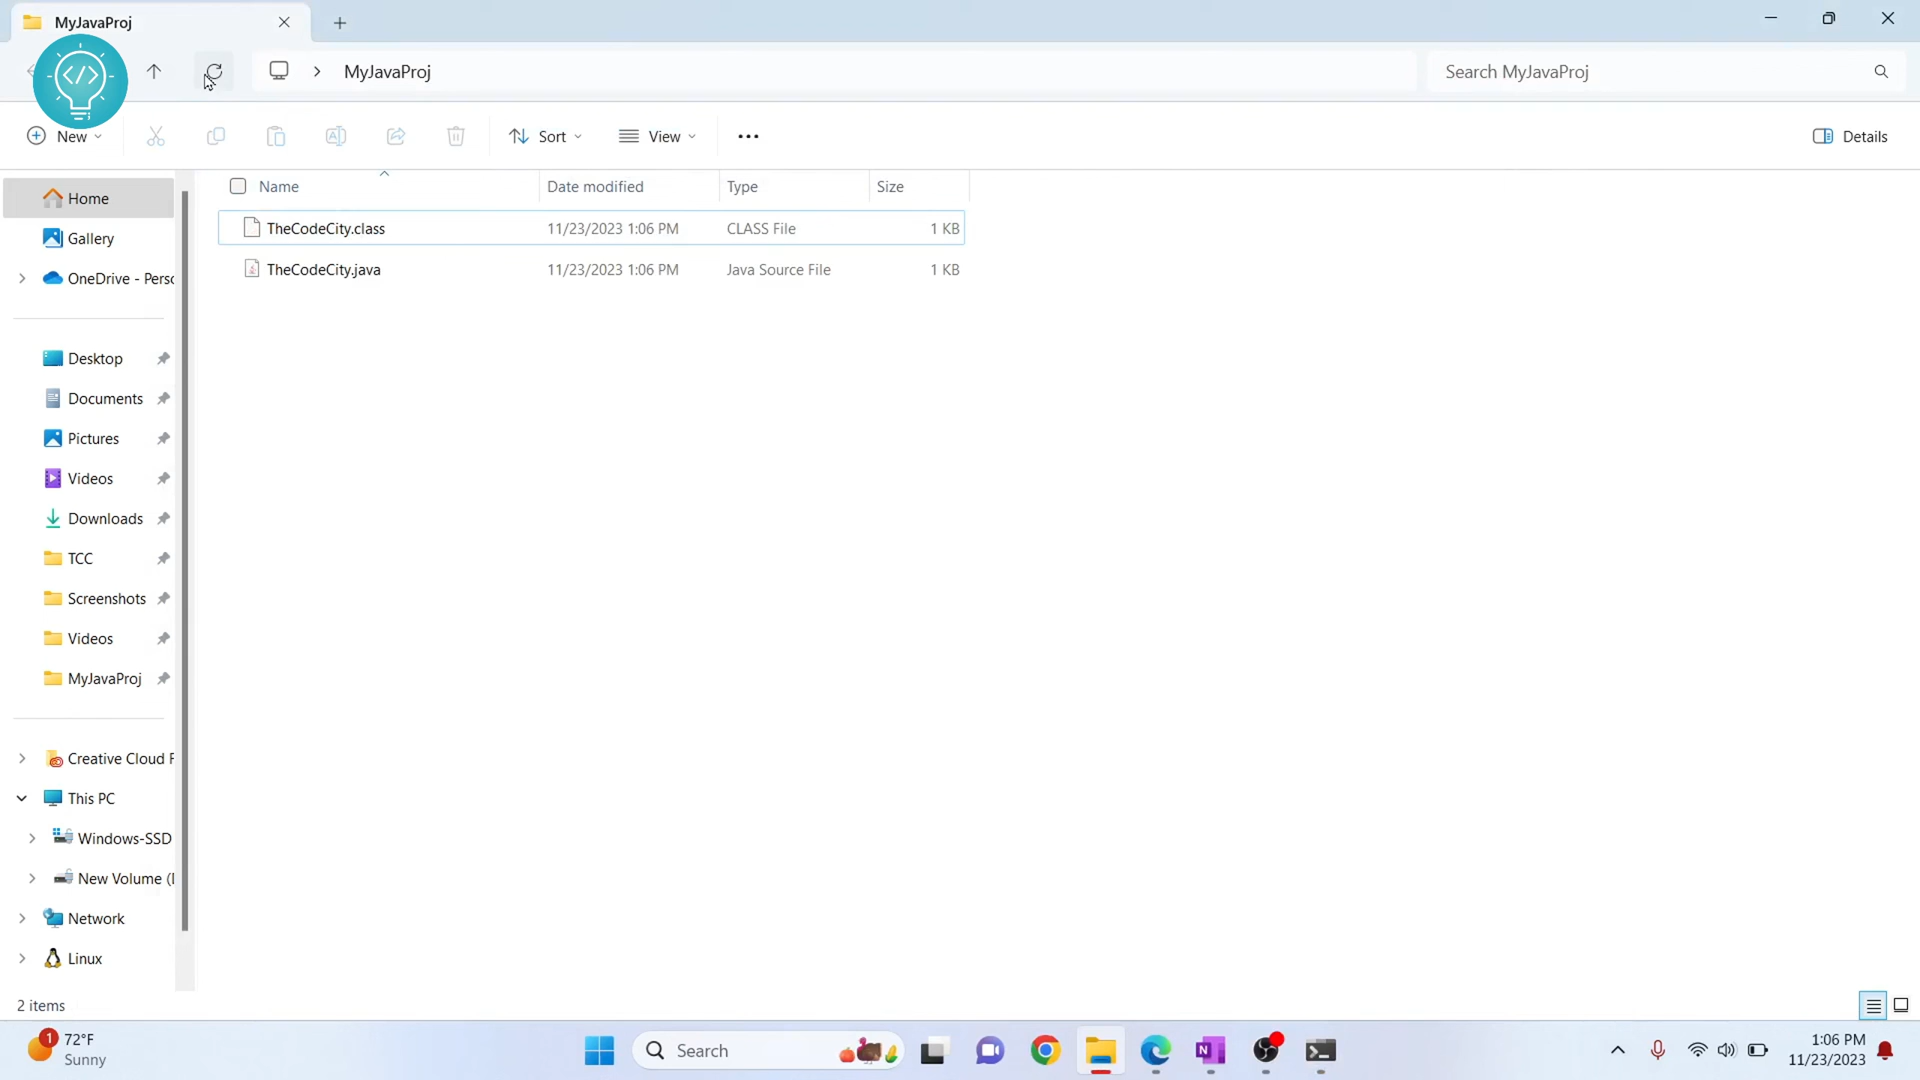 MyJavaProj
MyJavaProj
Search MyJavaProj
New
Sort
View
Details
Name
Date modified
Type
Size
TheCodeCity.class
11/23/2023 1:06 PM
CLASS File
1 KB
TheCodeCity.java
11/23/2023 1:06 PM
Java Source File
1 KB
Home
Gallery
OneDrive - Perso
Desktop
Documents
Pictures
Videos
Downloads
TCC
Screenshots
Videos
MyJavaProj
Creative Cloud F
This PC
Windows-SSD
New Volume (
Network
Linux
2 items
1
72°F
Sunny
Search
1:06 PM
11/23/2023